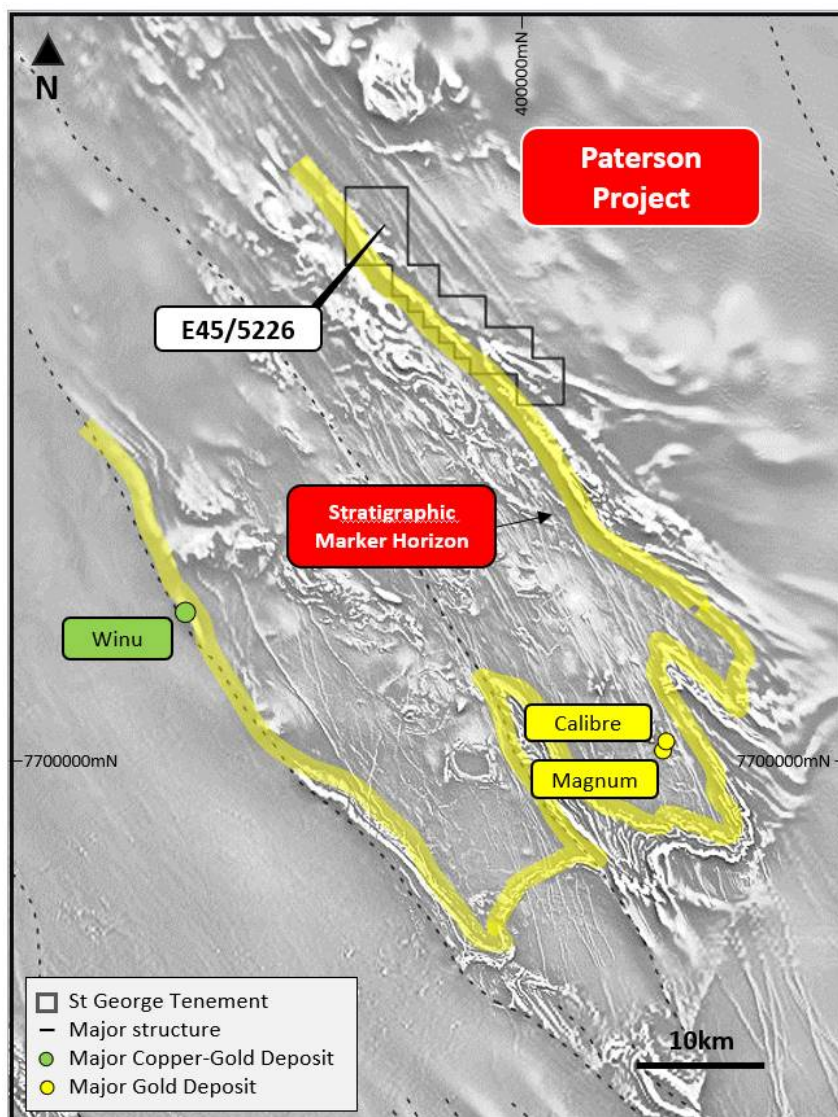 N
400000mN
Paterson
Project
E45/5226
Stratigraphic
Marker Horizon
Winu
Calibre
7700000mN
7700000mN
Magnum
St George Tenement
Major structure
Major Copper-Gold Deposit
Major Gold Deposit
10km